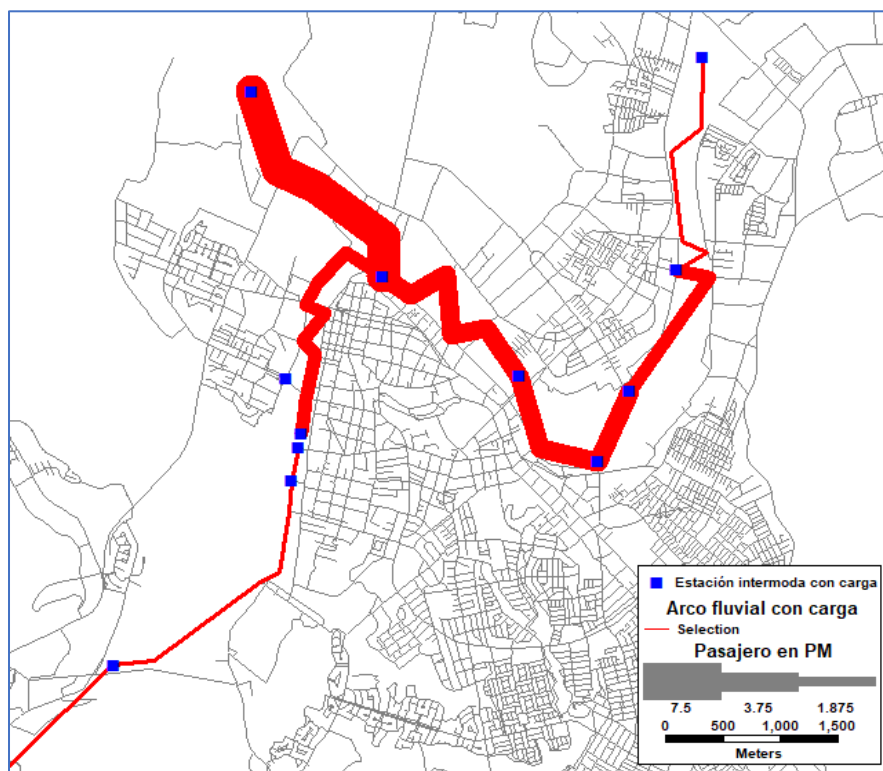 Estación intermoda con carga
Arco fluvial con carga
Selection
Pasajero en PM
7.5 3.75 1.875
0 500 1,000 1,500
Meters